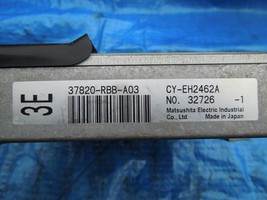 3E
37820-RBB-A03
CY-EH2462A
NO. 32726 -1
Matsushita Electric Industrial
Co., Ltd. Made in Japan